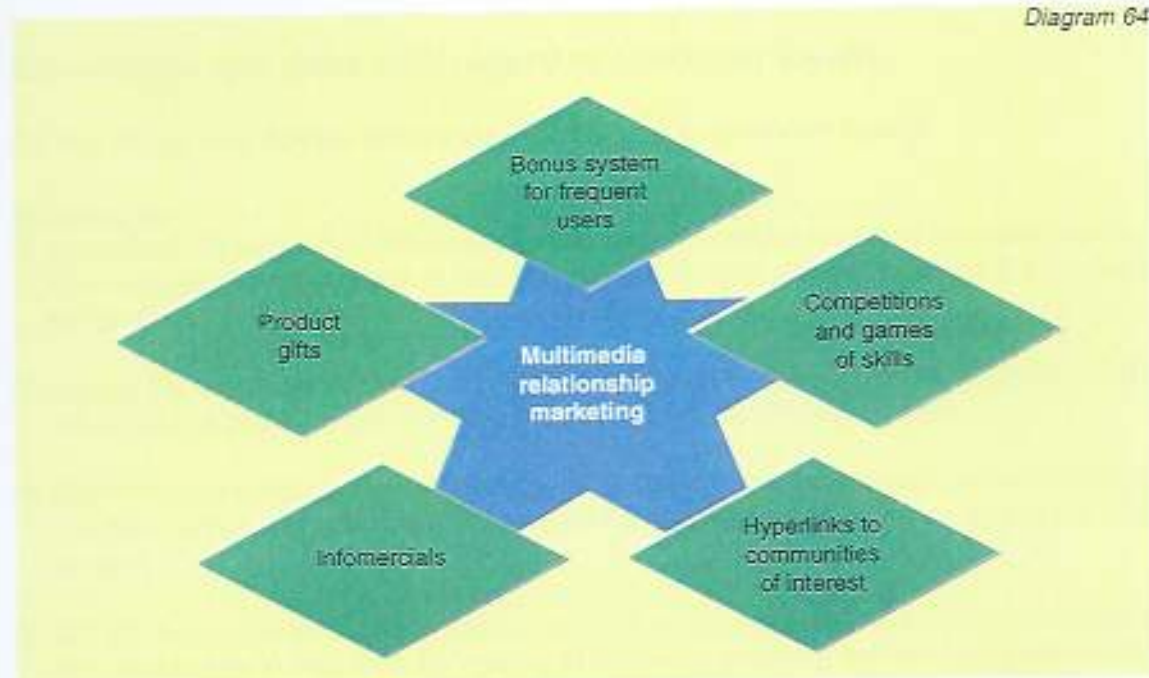 Diagram 64
Bonus system
for frequent
users
Product
gifts
Competitions
and games
of skills
Multimedia
relationship
marketing
Infomercials
Hyperlinks to
communities
of interest